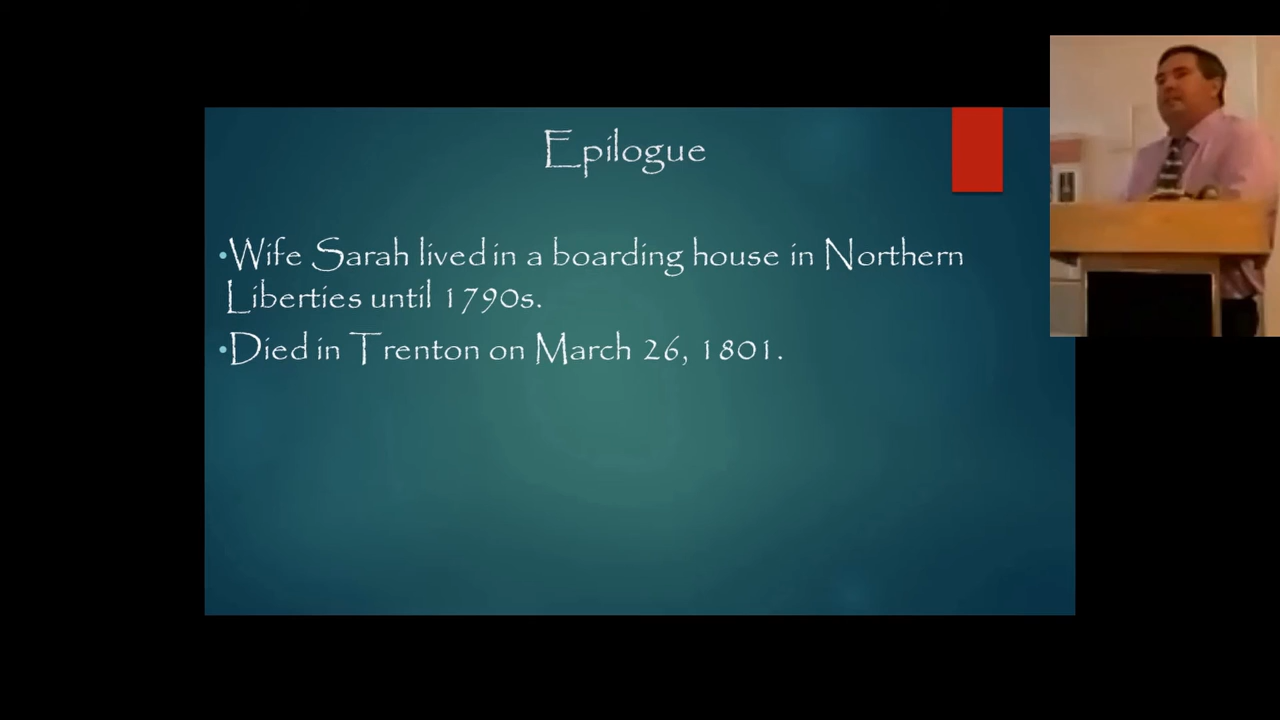 Epilogue
•Wife Sarah lived in a boarding house in Northern
Liberties until 1790s.
•Died in Trenton on March 26, 1801.